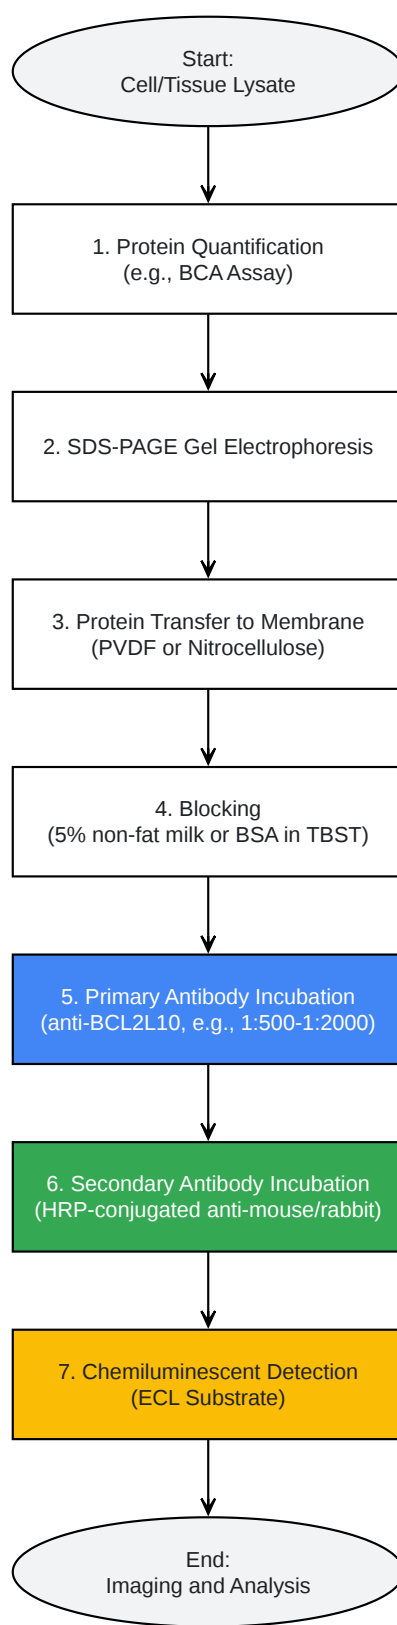 Start:
Cell/Tissue Lysate
1. Protein Quantification
(e.g., BCA Assay)
2. SDS-PAGE Gel Electrophoresis
3. Protein Transfer to Membrane
(PVDF or Nitrocellulose)
4. Blocking
(5% non-fat milk or BSA in TBST)
5. Primary Antibody Incubation
(anti-BCL2L10, e.g., 1:500-1:2000)
6. Secondary Antibody Incubation
(HRP-conjugated anti-mouse/rabbit)
7. Chemiluminescent Detection
(ECL Substrate)
End:
Imaging and Analysis